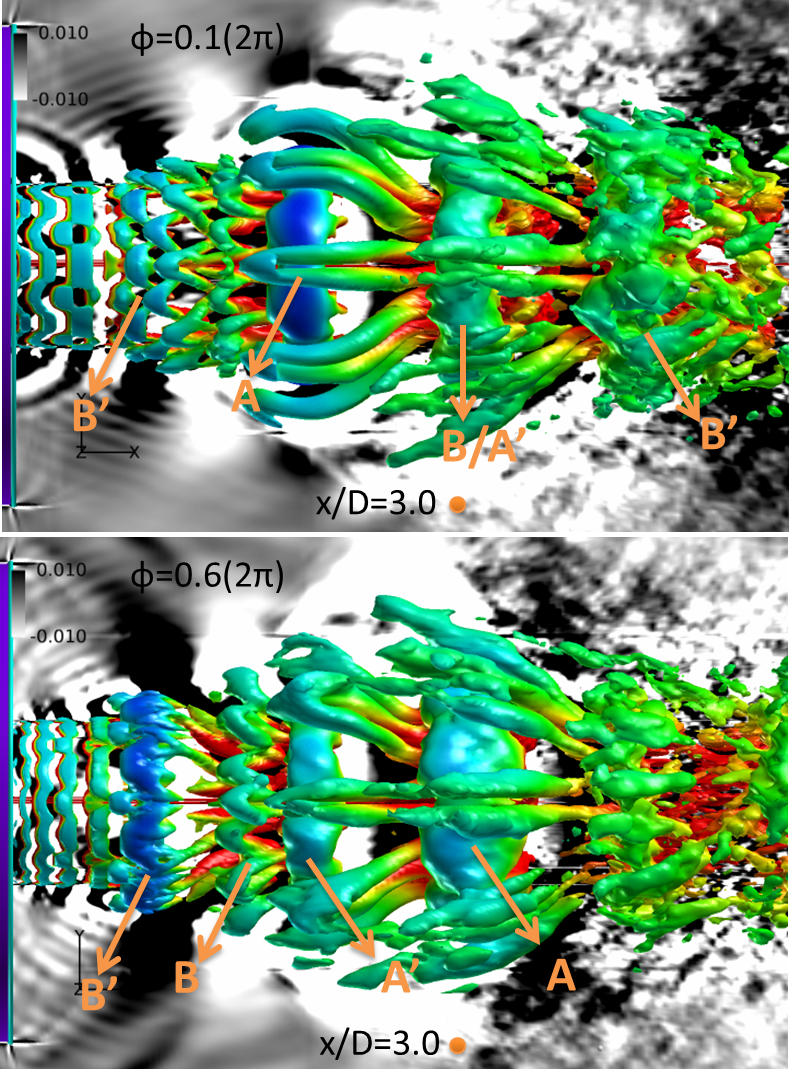 0.010
ϕ=0.1(2π)
-0.010
B’
A
B/A’
B’
Y
Z X
x/D=3.0
0.010
ϕ=0.6(2π)
-0.010
Y
Z
B’
B
A’
A
x/D=3.0